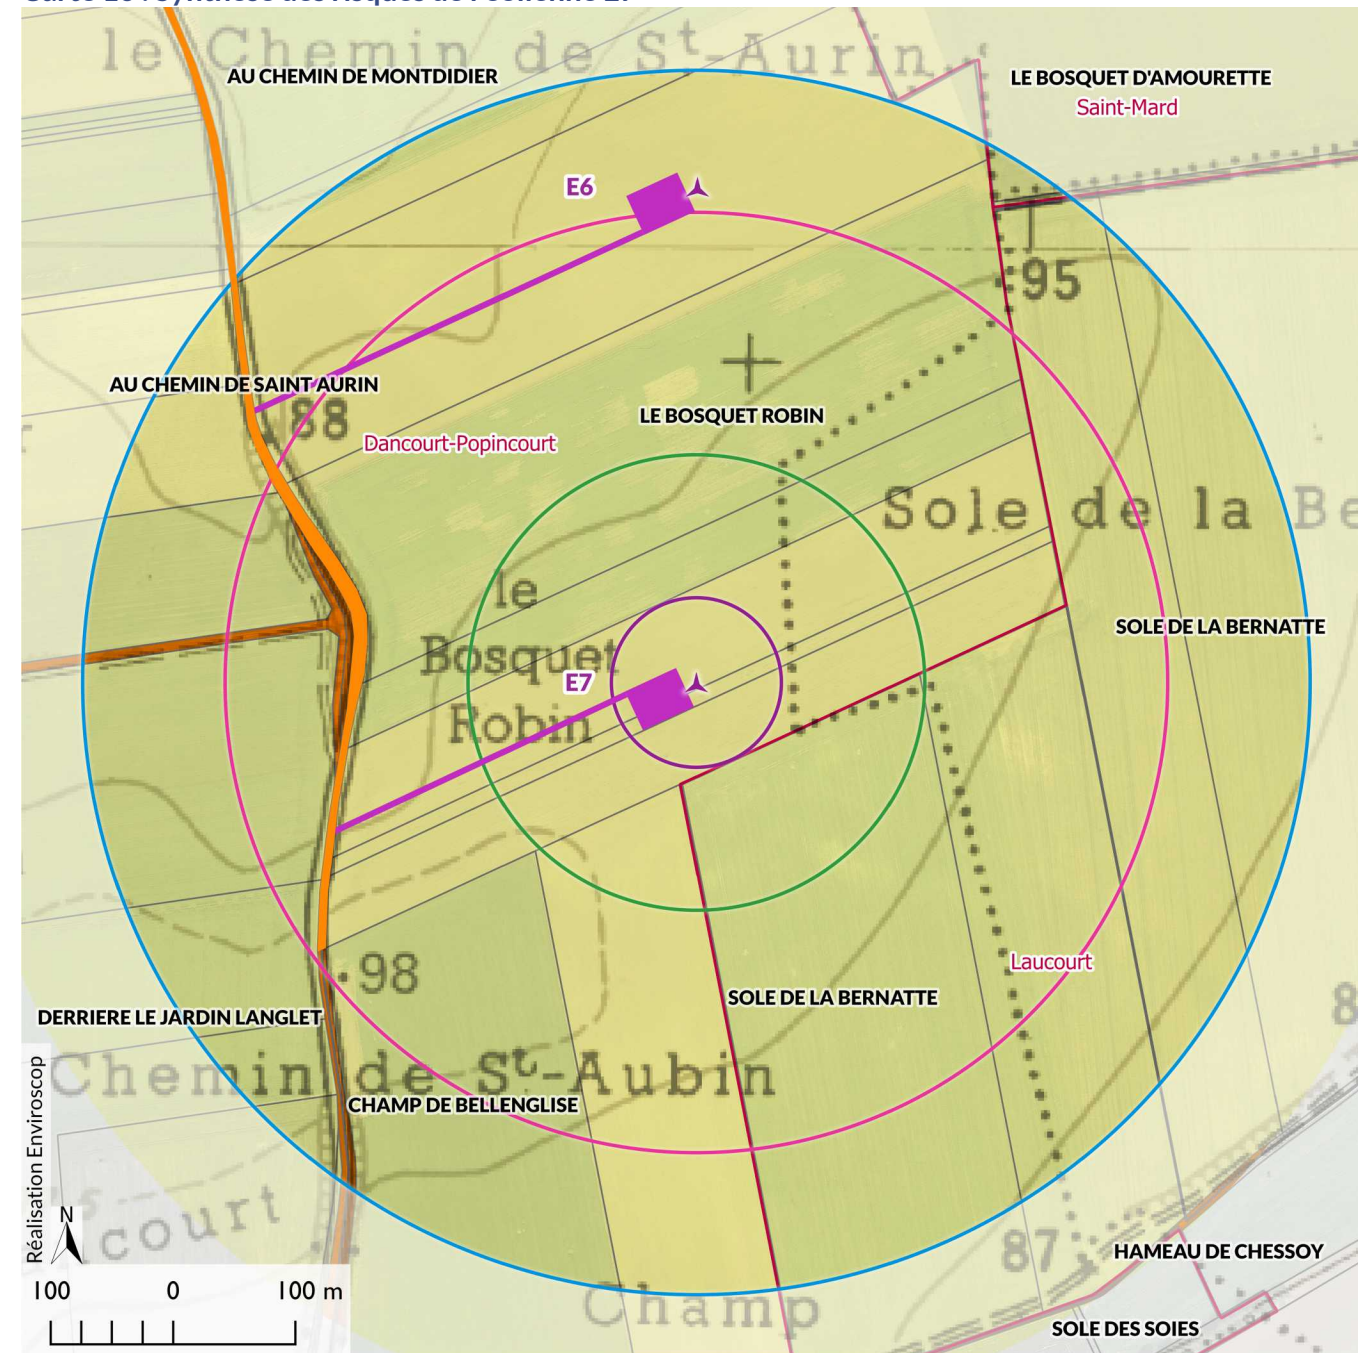 le Chemin de St-Aurin
AU CHEMIN DE MONTDIDIER
LE BOSQUET D'AMOURETTE
Saint-Mard
E6
95
AU CHEMIN DE SAINT AURIN
88
LE BOSQUET ROBIN
Dancourt-Popincourt
Sole de la Be
le
Bosquet
Robin
SOLE DE LA BERNATTE
E7
98
Laucourt
SOLE DE LA BERNATTE
DERRIERE LE JARDIN LANGLET
8
Chemin de St-Aubin
CHAMP DE BELLENGLISE
Réalisation Enviroscop
N
court
87
HAMEAU DE CHESSOY
Champ
SOLE DES SOIES
100 0 100 m